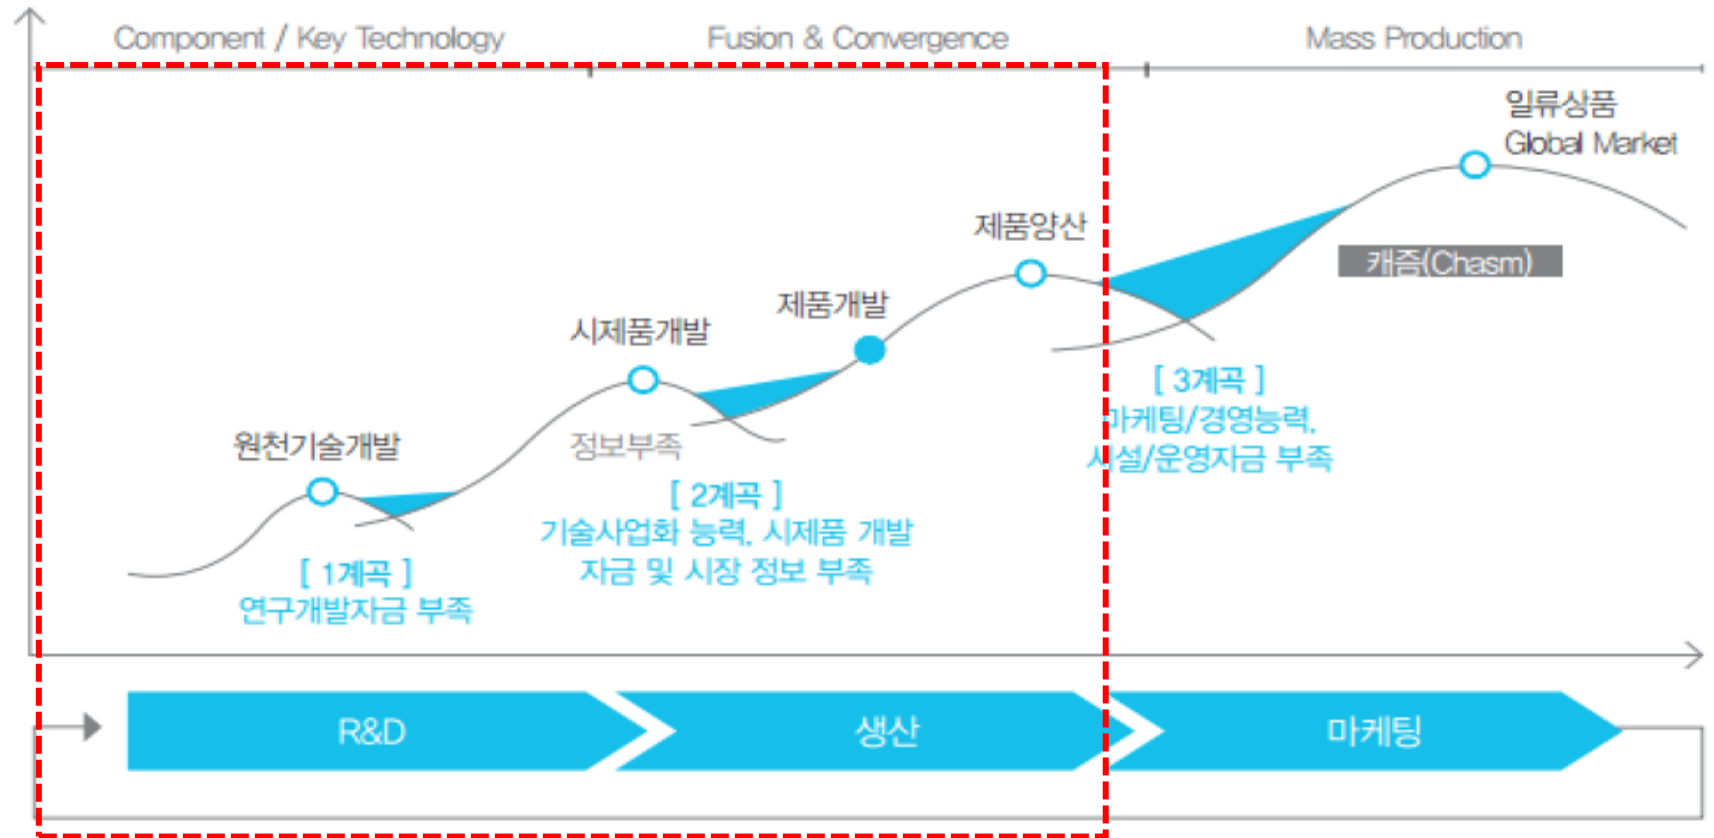 Component / Key Technology
Fusion & Convergence
Mass Production
일류상품
Global Market
제품양산
캐즘(Chasm)
제품개발
시제품개발
[ 3계곡 ]
마케팅/경영능력,
시설/운영자금 부족
원천기술개발
정보부족
[ 2계곡 ]
기술사업화 능력, 시제품 개발
자금 및 시장 정보 부족
[ 1계곡 ]
연구개발자금 부족
R&D
생산
마케팅